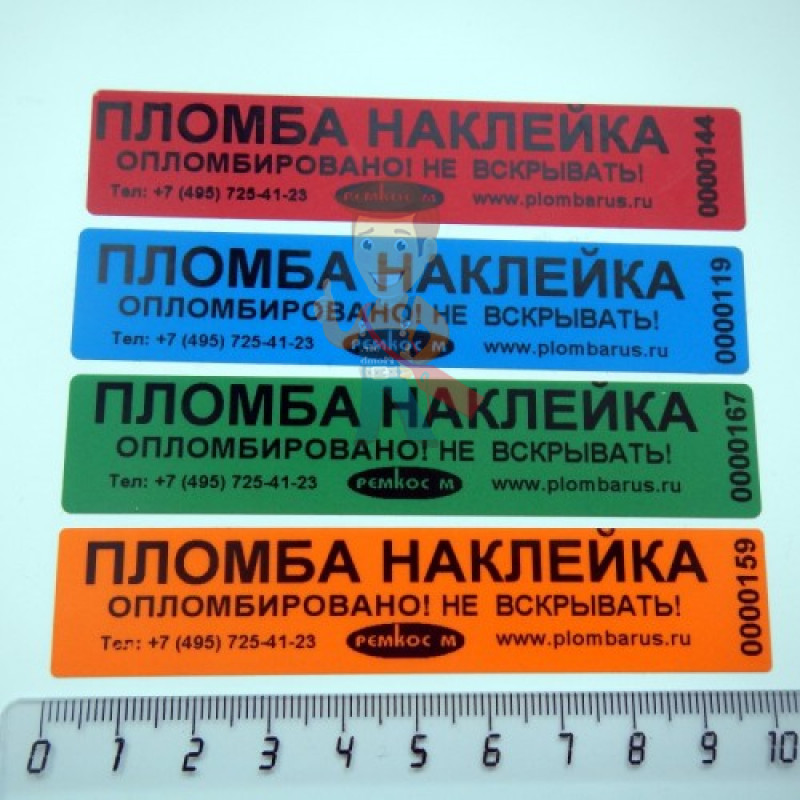 ПЛОМБА НАКЛЕЙКА
ОПЛОМБИРОВАНО! НЕ ВСКРЫВАТЬ!
Тел: +7 (495) 725-41-23 РЕМКОС М www.plombarus.ru
0000144
ПЛОМБА НАКЛЕЙКА
ОПЛОМБИРОВАНО! НЕ ВСКРЫВАТЬ!
Тел: +7 (495) 725-41-23 РЕМКОС М www.plombarus.ru
0000119
ПЛОМБА НАКЛЕЙКА
ОПЛОМБИРОВАНО! НЕ ВСКРЫВАТЬ!
Тел: +7 (495) 725-41-23 РЕМКОС М www.plombarus.ru
0000167
ПЛОМБА НАКЛЕЙКА
ОПЛОМБИРОВАНО! НЕ ВСКРЫВАТЬ!
Тел: +7 (495) 725-41-23 РЕМКОС М www.plombarus.ru
0000159
0 1 2 3 4 5 6 7 8 9 10